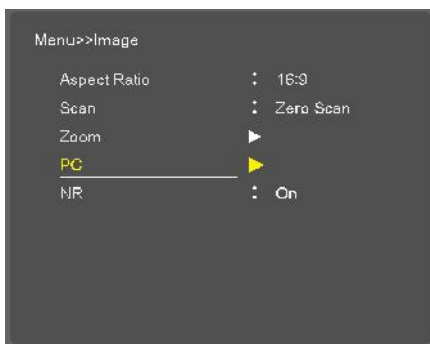 Menu>>Image
Aspect Ratio : 16:9
Scan : Zero Scan
Zoom ▶
PC ▶
NR : On